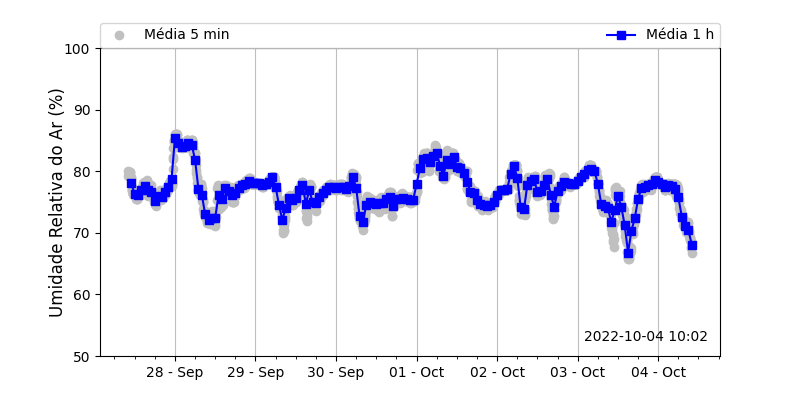 Média 5 min
Média 1 h
100
90
80
70
60
50
Umidade Relativa do Ar (%)
2022-10-04 10:02
28 - Sep
29 - Sep
30 - Sep
01 - Oct
02 - Oct
03 - Oct
04 - Oct